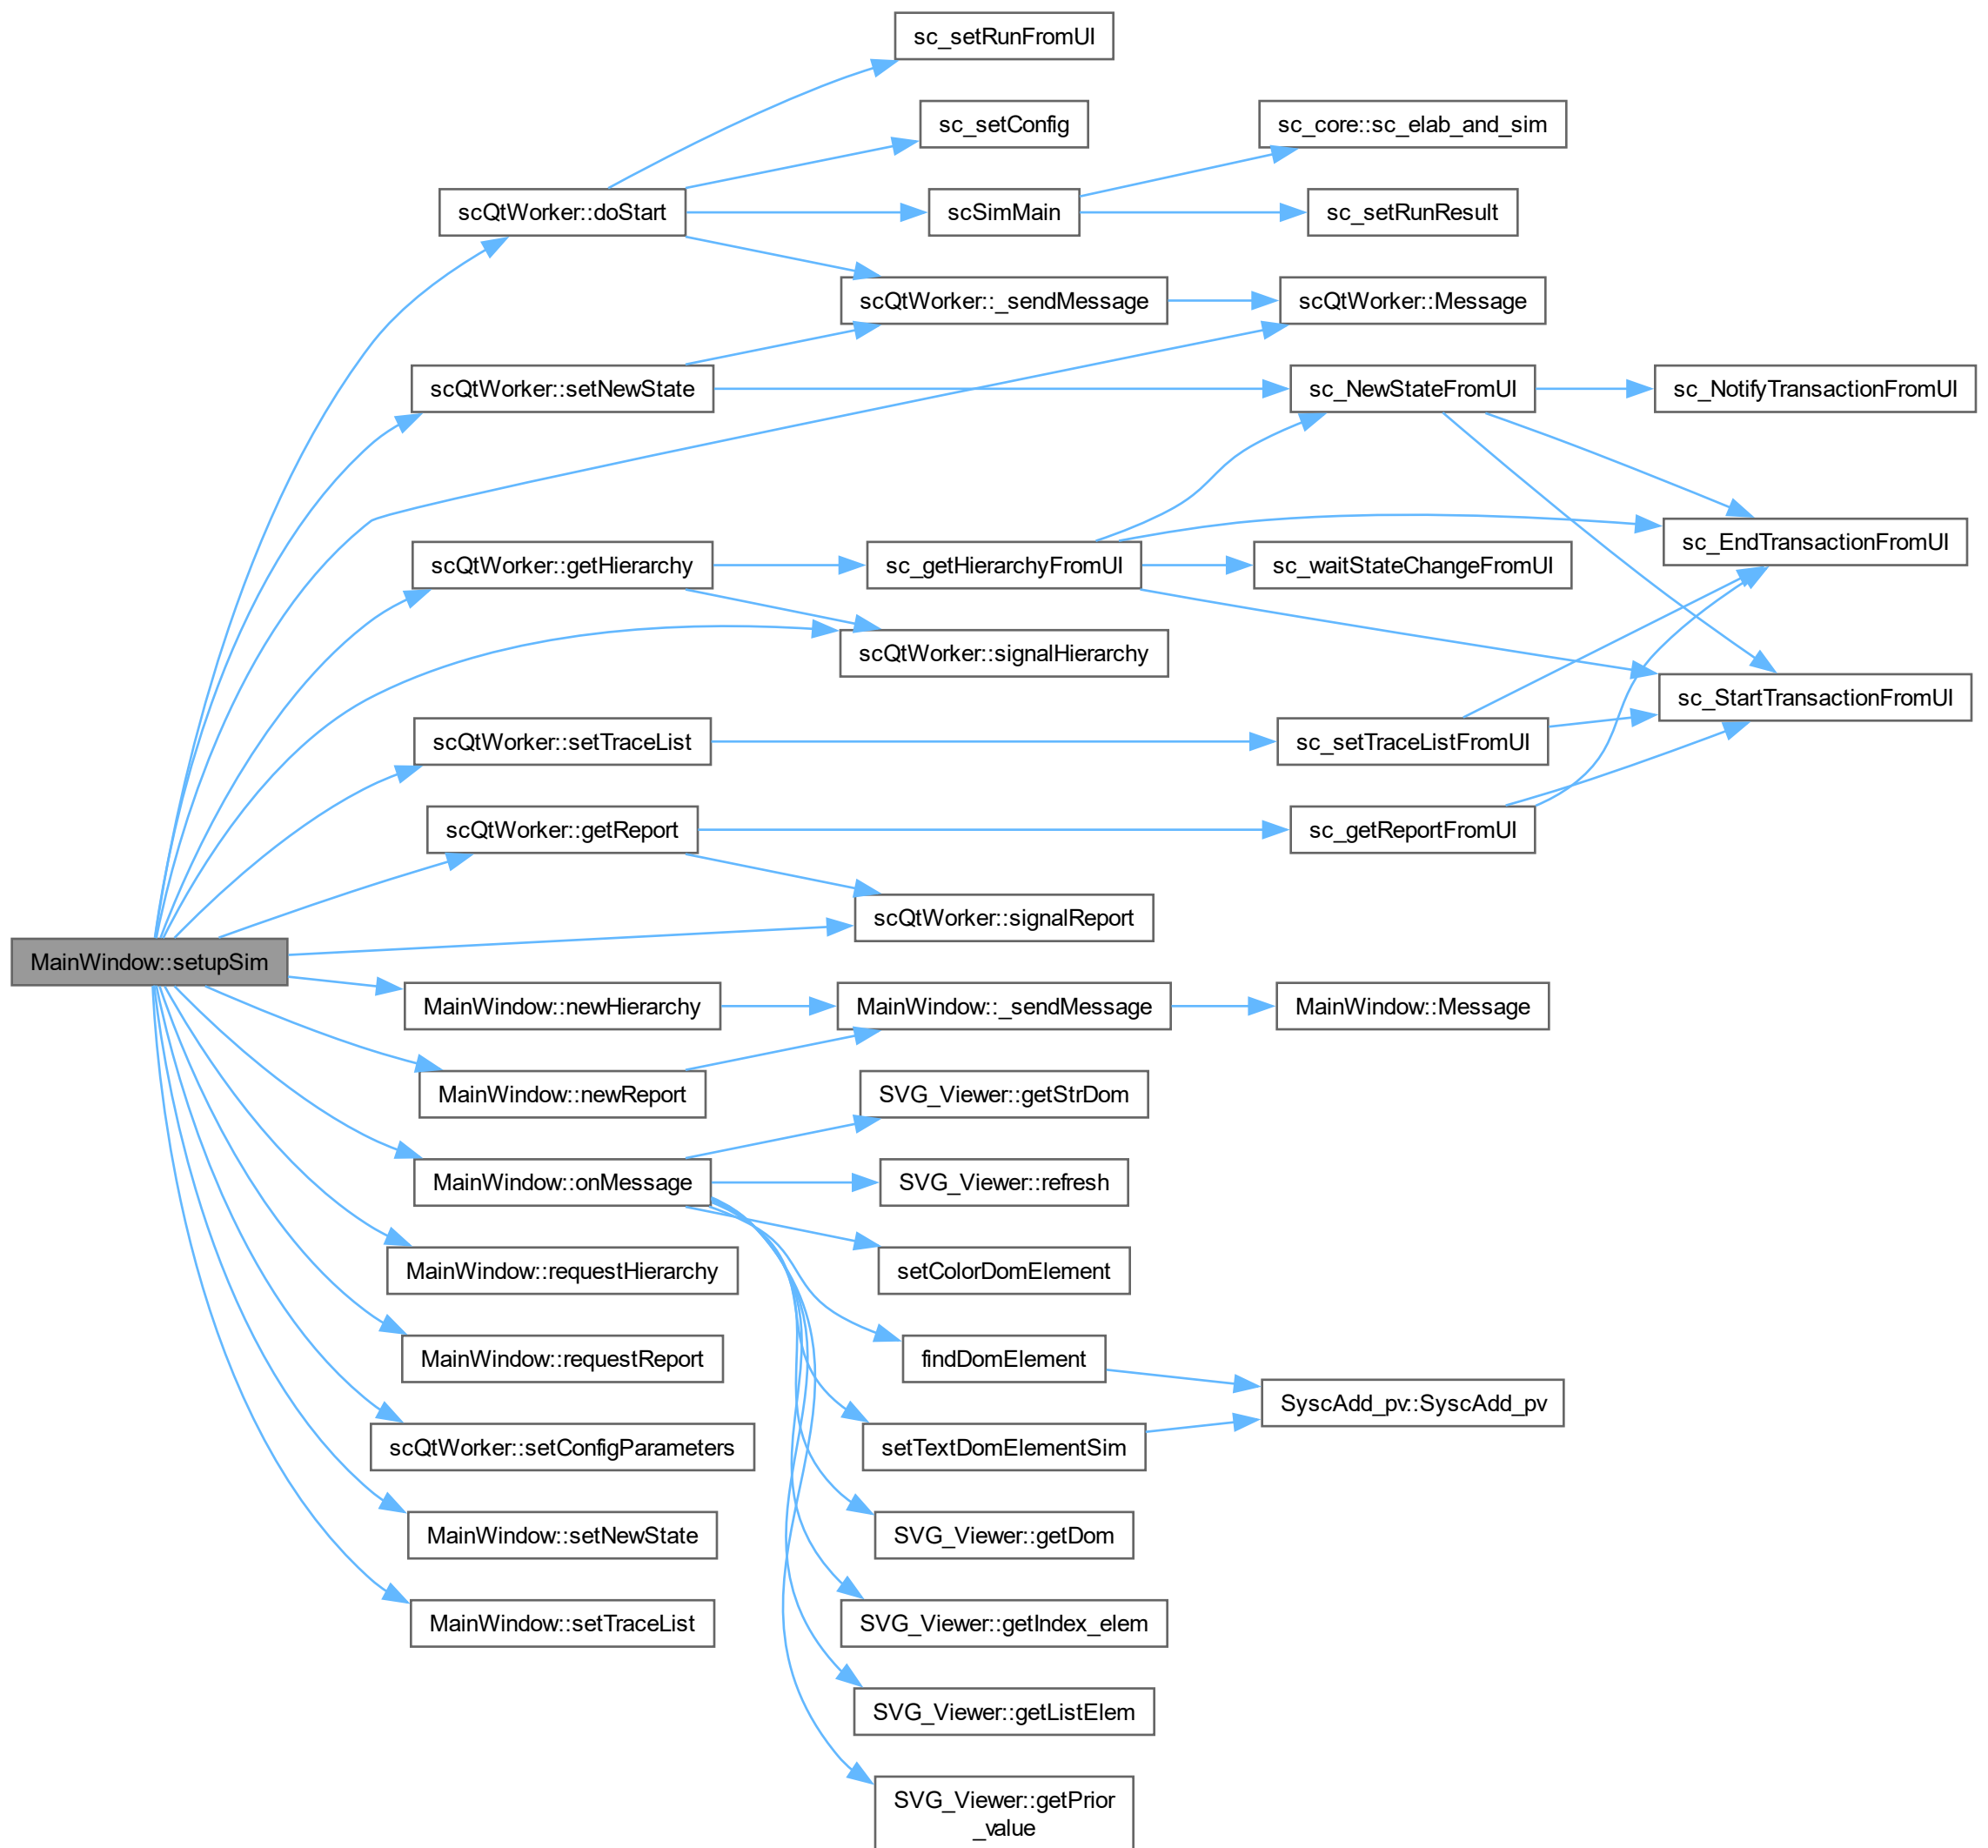 sc_setRunFromUI
sc_setConfig
sc_core::sc_elab_and_sim
scQtWorker::doStart
scSimMain
sc_setRunResult
scQtWorker::_sendMessage
scQtWorker::Message
scQtWorker::setNewState
sc_NewStateFromUI
sc_NotifyTransactionFromUI
sc_EndTransactionFromUI
scQtWorker::getHierarchy
sc_getHierarchyFromUI
sc_waitStateChangeFromUI
scQtWorker::signalHierarchy
sc_StartTransactionFromUI
scQtWorker::setTraceList
sc_setTraceListFromUI
scQtWorker::getReport
sc_getReportFromUI
scQtWorker::signalReport
MainWindow::setupSim
MainWindow::newHierarchy
MainWindow::_sendMessage
MainWindow::Message
MainWindow::newReport
SVG_Viewer::getStrDom
MainWindow::onMessage
SVG_Viewer::refresh
MainWindow::requestHierarchy
setColorDomElement
MainWindow::requestReport
findDomElement
SyscAdd_pv::SyscAdd_pv
scQtWorker::setConfigParameters
setTextDomElementSim
MainWindow::setNewState
SVG_Viewer::getDom
MainWindow::setTraceList
SVG_Viewer::getIndex_elem
SVG_Viewer::getListElem
SVG_Viewer::getPrior
_value